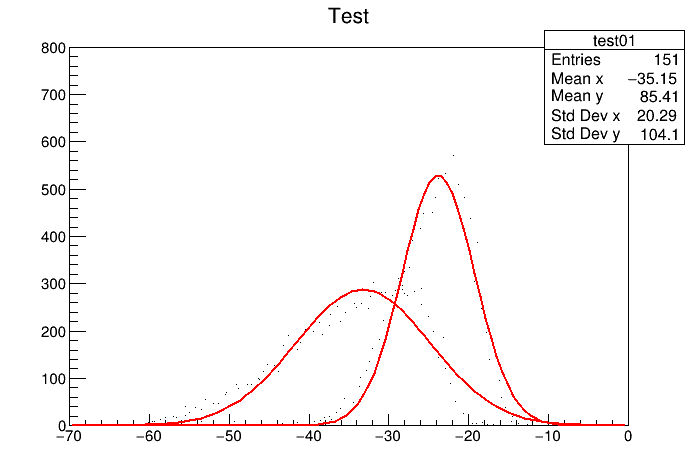 Test
test01
Entries 151
Mean x −35.15
Mean y 85.41
Std Dev x 20.29
Std Dev y 104.1
800
700
600
500
400
300
200
100
0
−70 −60 −50 −40 −30 −20 −10 0